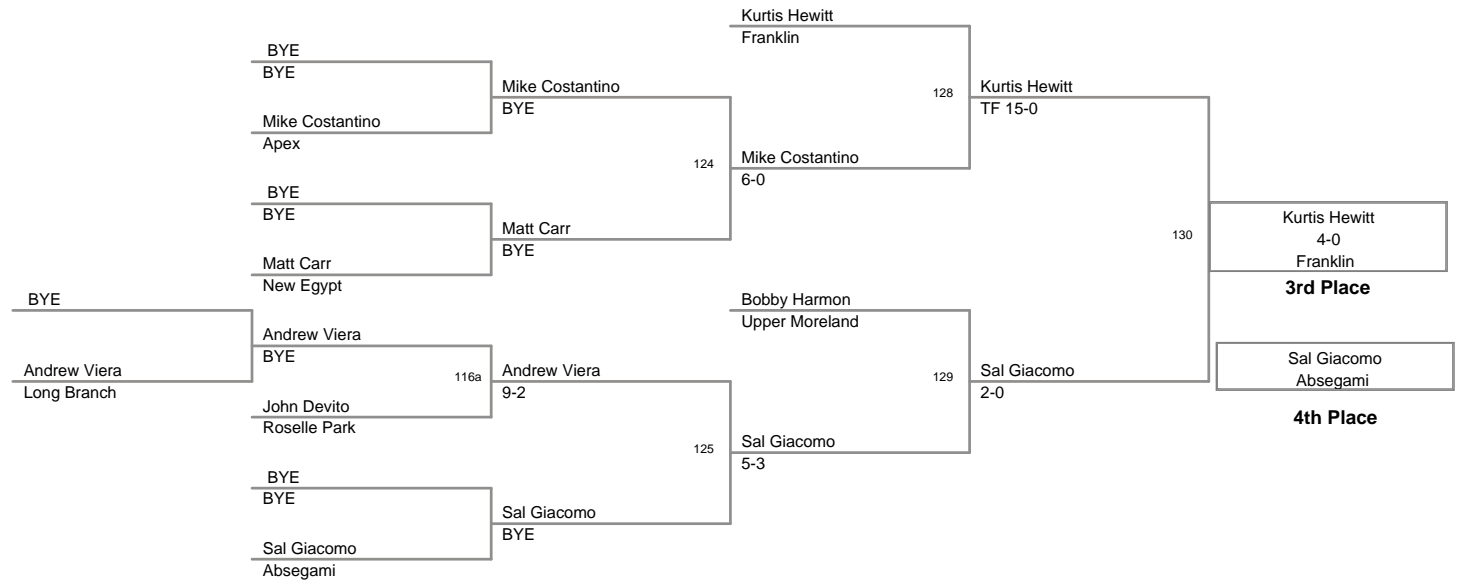 Kurtis Hewitt
Franklin
BYE
BYE
Mike Costantino
BYE
Kurtis Hewitt
TF 15-0
128
Mike Costantino
Apex
124
Mike Costantino
6-0
BYE
BYE
Matt Carr
BYE
Kurtis Hewitt
4-0
Franklin
130
3rd Place
Matt Carr
New Egypt
BYE
Bobby Harmon
Upper Moreland
Andrew Viera
BYE
Sal Giacomo
Absegami
4th Place
Andrew Viera
Long Branch
116a
Andrew Viera
9-2
129
Sal Giacomo
2-0
John Devito
Roselle Park
125
Sal Giacomo
5-3
BYE
BYE
Sal Giacomo
BYE
Sal Giacomo
Absegami